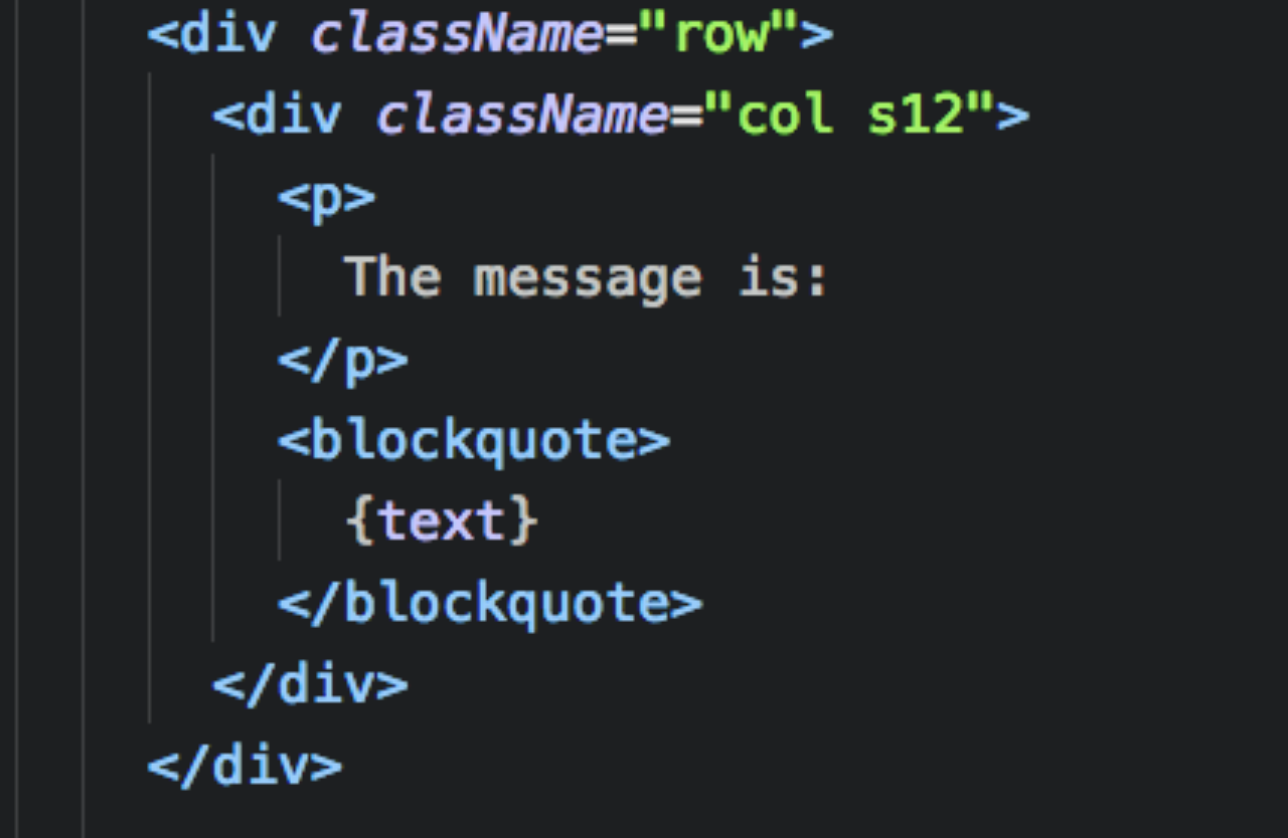 <div className="row">
<div className="col s12">
<p>
The message is:
</p>
<blockquote>
{text}
</blockquote>
</div>
</div>